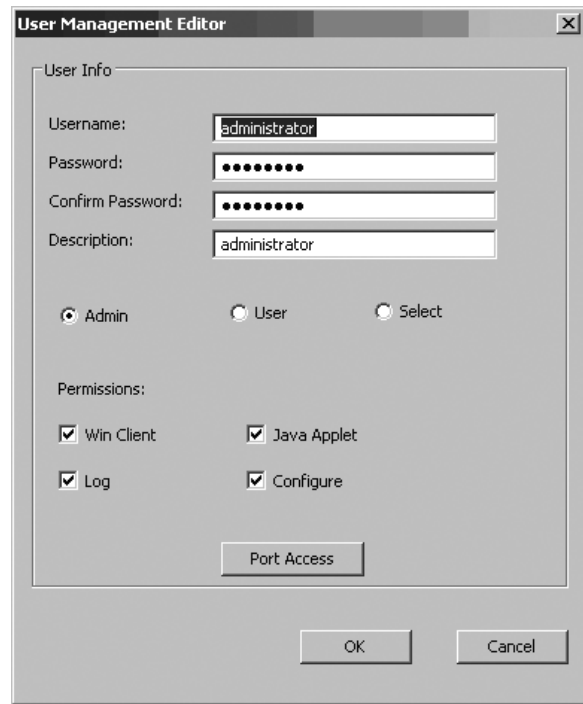 User Management Editor
User Info
Username: administrator
Password: ••••••••
Confirm Password: ••••••••
Description: administrator
Admin User Select
Permissions:
Win Client Java Applet
Log Configure
Port Access
OK Cancel